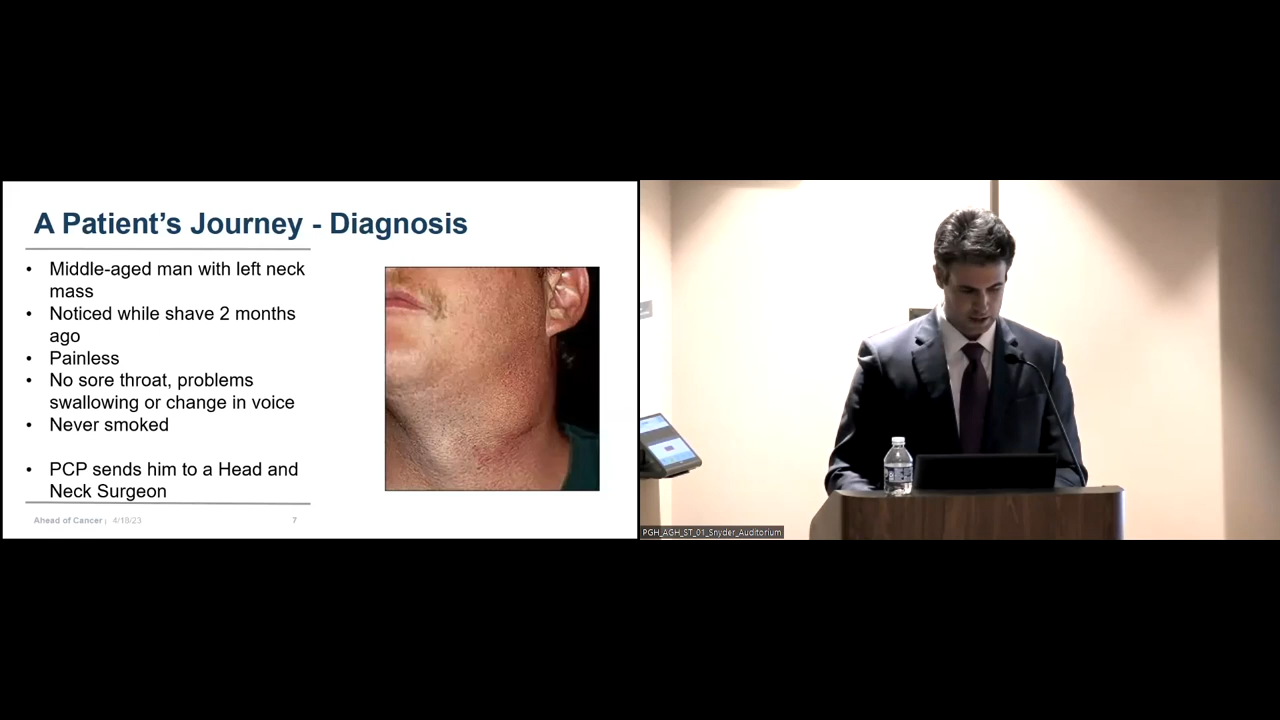 A Patient's Journey - Diagnosis
• Middle-aged man with left neck
mass
• Noticed while shave 2 months
ago
• Painless
• No sore throat, problems
swallowing or change in voice
• Never smoked
• PCP sends him to a Head and
Neck Surgeon
Ahead of Cancer | 4/18/23
7
PGH_AGH_ST_01_Snyder_Auditorium